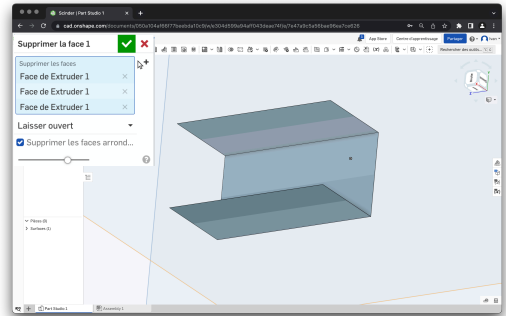 Scinder | Part Studio 1
cad.onshape.com/documents/
App Store
Centre d'apprentissage
Partager
Supprimer la face 1
Rechercher des outils...
Supprimer les faces
Face de Extruder 1
Face de Extruder 1
Face de Extruder 1
Laisser ouvert
Supprimer les faces arrond...
Pièces (0)
Surfaces (1)
Part Studio 1
Assembly 1